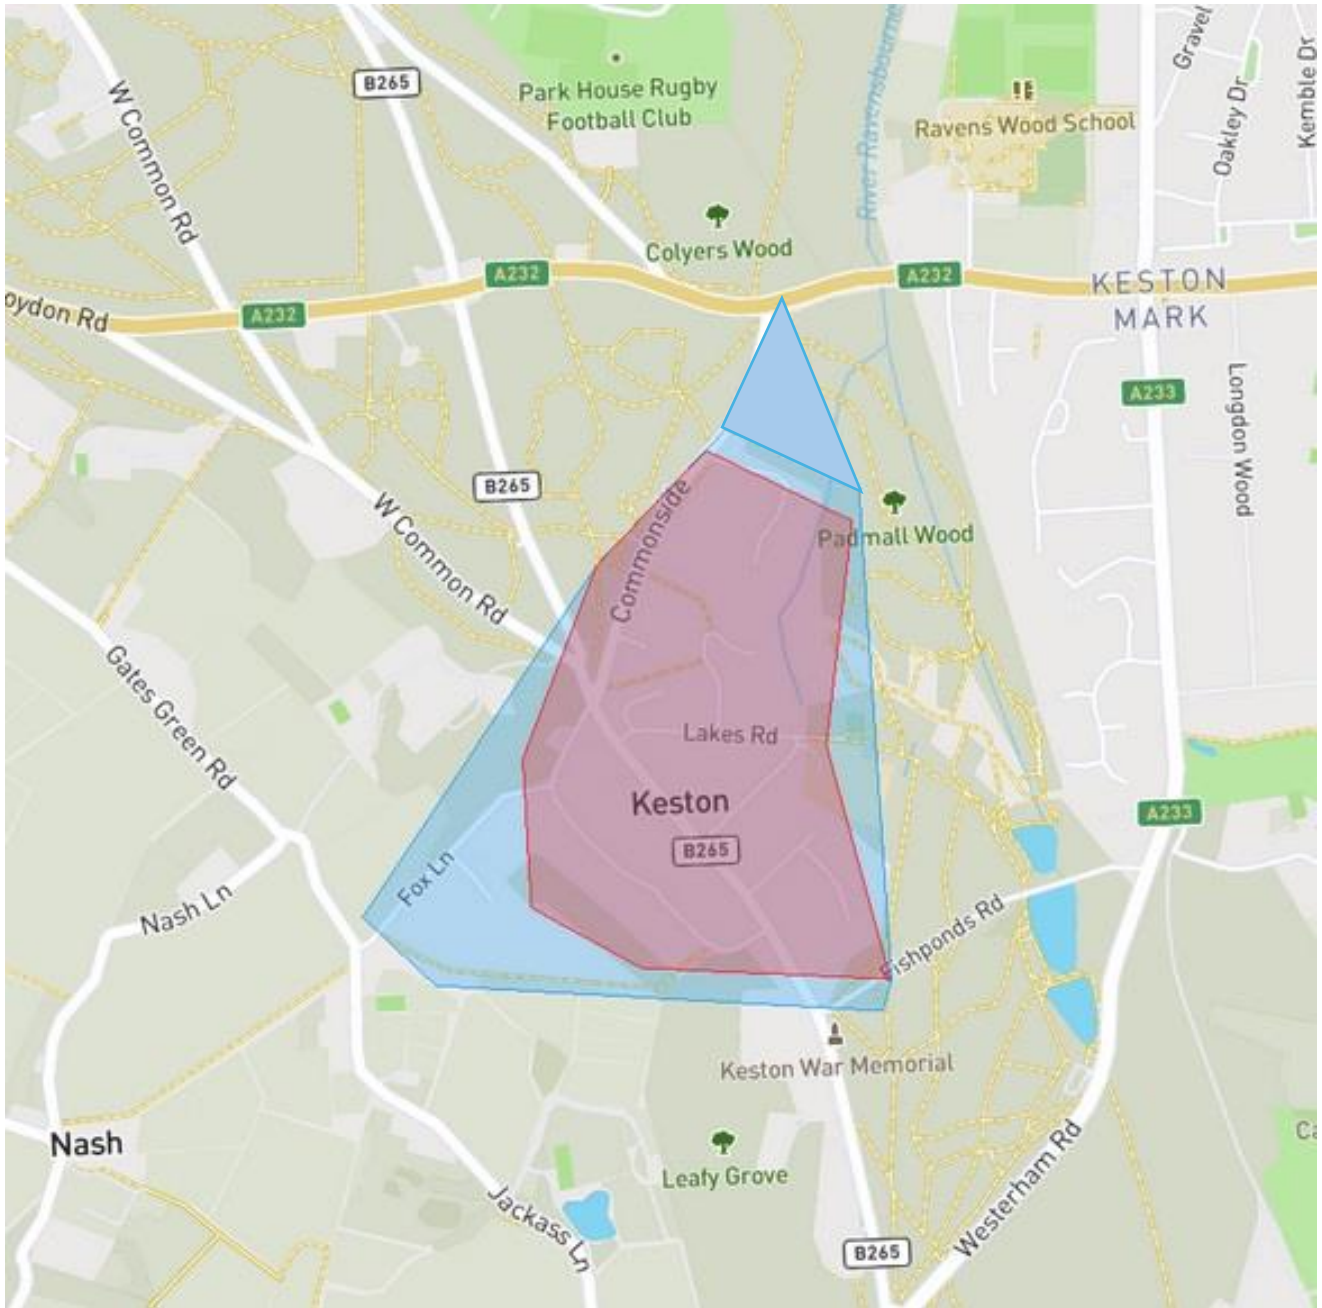 B265
W Common Rd
Park House Rugby
Football Club
River Ravensbourne
Ravens Wood School
Gravel
Oakley Dr
Kemble Dr
Colyers Wood
A232
A232
A232
oydon Rd
KESTON
MARK
A233
Longdon Wood
B265
W Common Rd
Commonside
Padmall Wood
Gates Green Rd
Lakes Rd
Keston
B265
A233
Fox Ln
Nash Ln
Fishponds Rd
Keston War Memorial
Nash
Leafy Grove
Ca
Jackass Ln
Westerham Rd
B265